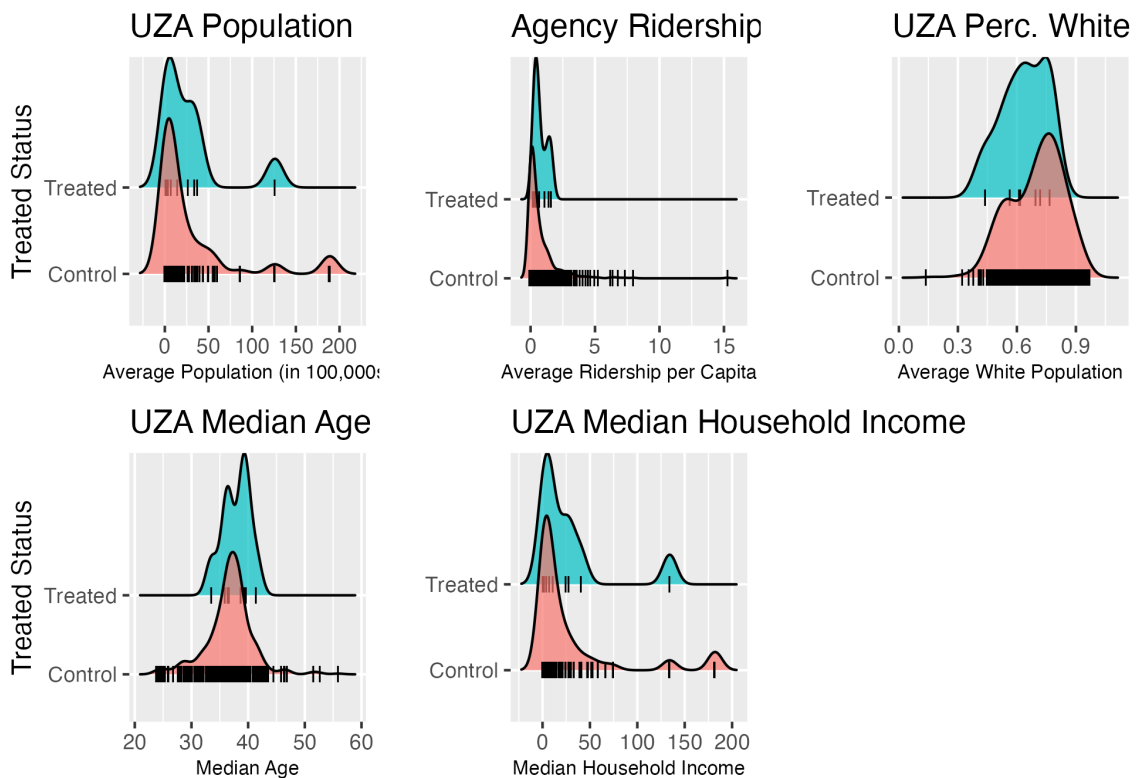 UZA Population
Agency Ridership
UZA Perc. White
Treated Status
Treated
Control
0 50 100 150 200
Average Population (in 100,000s
Treated
Control
0 5 10 15
Average Ridership per Capita
Treated
Control
0.0 0.3 0.6 0.9
Average White Population
UZA Median Age
UZA Median Household Income
Treated Status
Treated
Control
20 30 40 50 60
Median Age
Treated
Control
0 50 100 150 200
Median Household Income